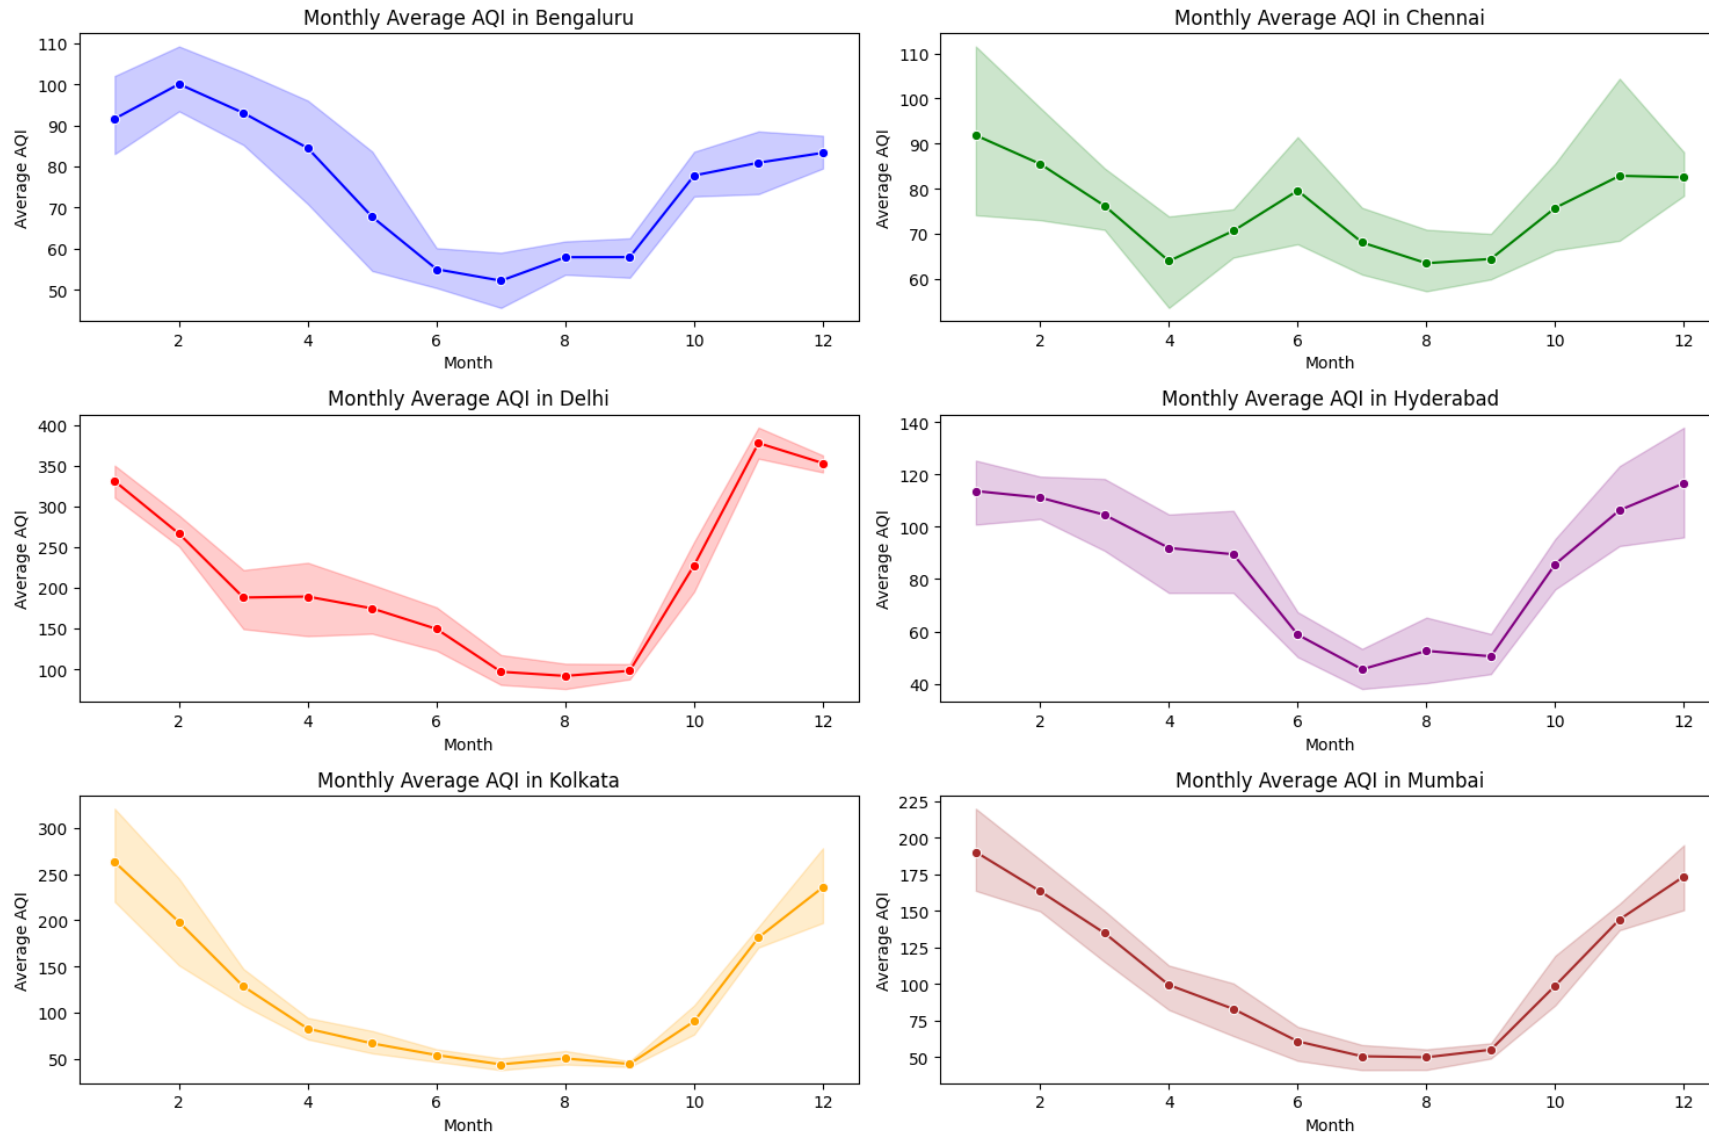 Monthly Average AQI in Bengaluru
Average AQI
110
100
90
80
70
60
50
2 4 6 8 10 12
Month
Monthly Average AQI in Chennai
Average AQI
110
100
90
80
70
60
2 4 6 8 10 12
Month
Monthly Average AQI in Delhi
Average AQI
400
350
300
250
200
150
100
2 4 6 8 10 12
Month
Monthly Average AQI in Hyderabad
Average AQI
140
120
100
80
60
40
2 4 6 8 10 12
Month
Monthly Average AQI in Kolkata
Average AQI
300
250
200
150
100
50
2 4 6 8 10 12
Month
Monthly Average AQI in Mumbai
Average AQI
225
200
175
150
125
100
75
50
2 4 6 8 10 12
Month